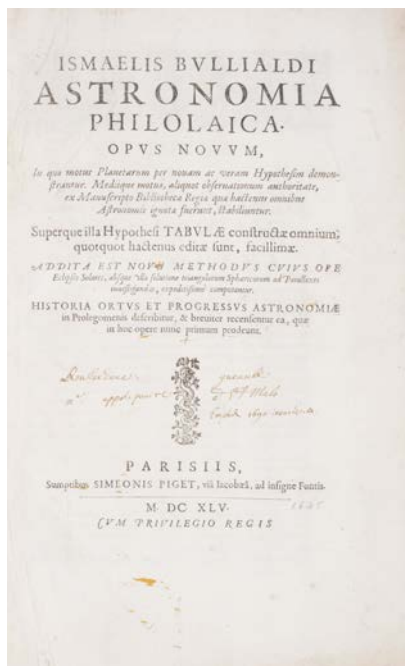 ISMAELIS BVLLIALDI
ASTRONOMIA
PHILOLAICA.
OPVS NOVVM,
In quo motus Planetarum per nouam ac veram Hypothesim demon-
strantur. Mediique motus, aliquot obseruationum authoritate,
ex Manuscripto Bibliothecæ Regiæ quæ hactenus omnibus
Astronomis ignotæ fuerunt, stabiliuntur.
Superque illa Hypothesi TABVLÆ constructæ omnium,
quotquot hactenus editæ sunt, facillimæ.
ADDITA EST NOVA METHODVS CVIVS OPE
Eclipses Solares, absque vlla solutione triangulorum Sphæricorum ad Parallaxes
inuestigandas, expeditissimè computantur.
HISTORIA ORTVS ET PROGRESSVS ASTRONOMIÆ
in Prolegomenis describitur, & breuiter recensentur ea, quæ
in hoc opere nunc primum prodeunt.
PARISIIS,
Sumptibus SIMEONIS PIGET, viâ Iacobæâ, ad insigne Fontis.
M. DC XLV.
1645
CVM PRIVILEGIO REGIS